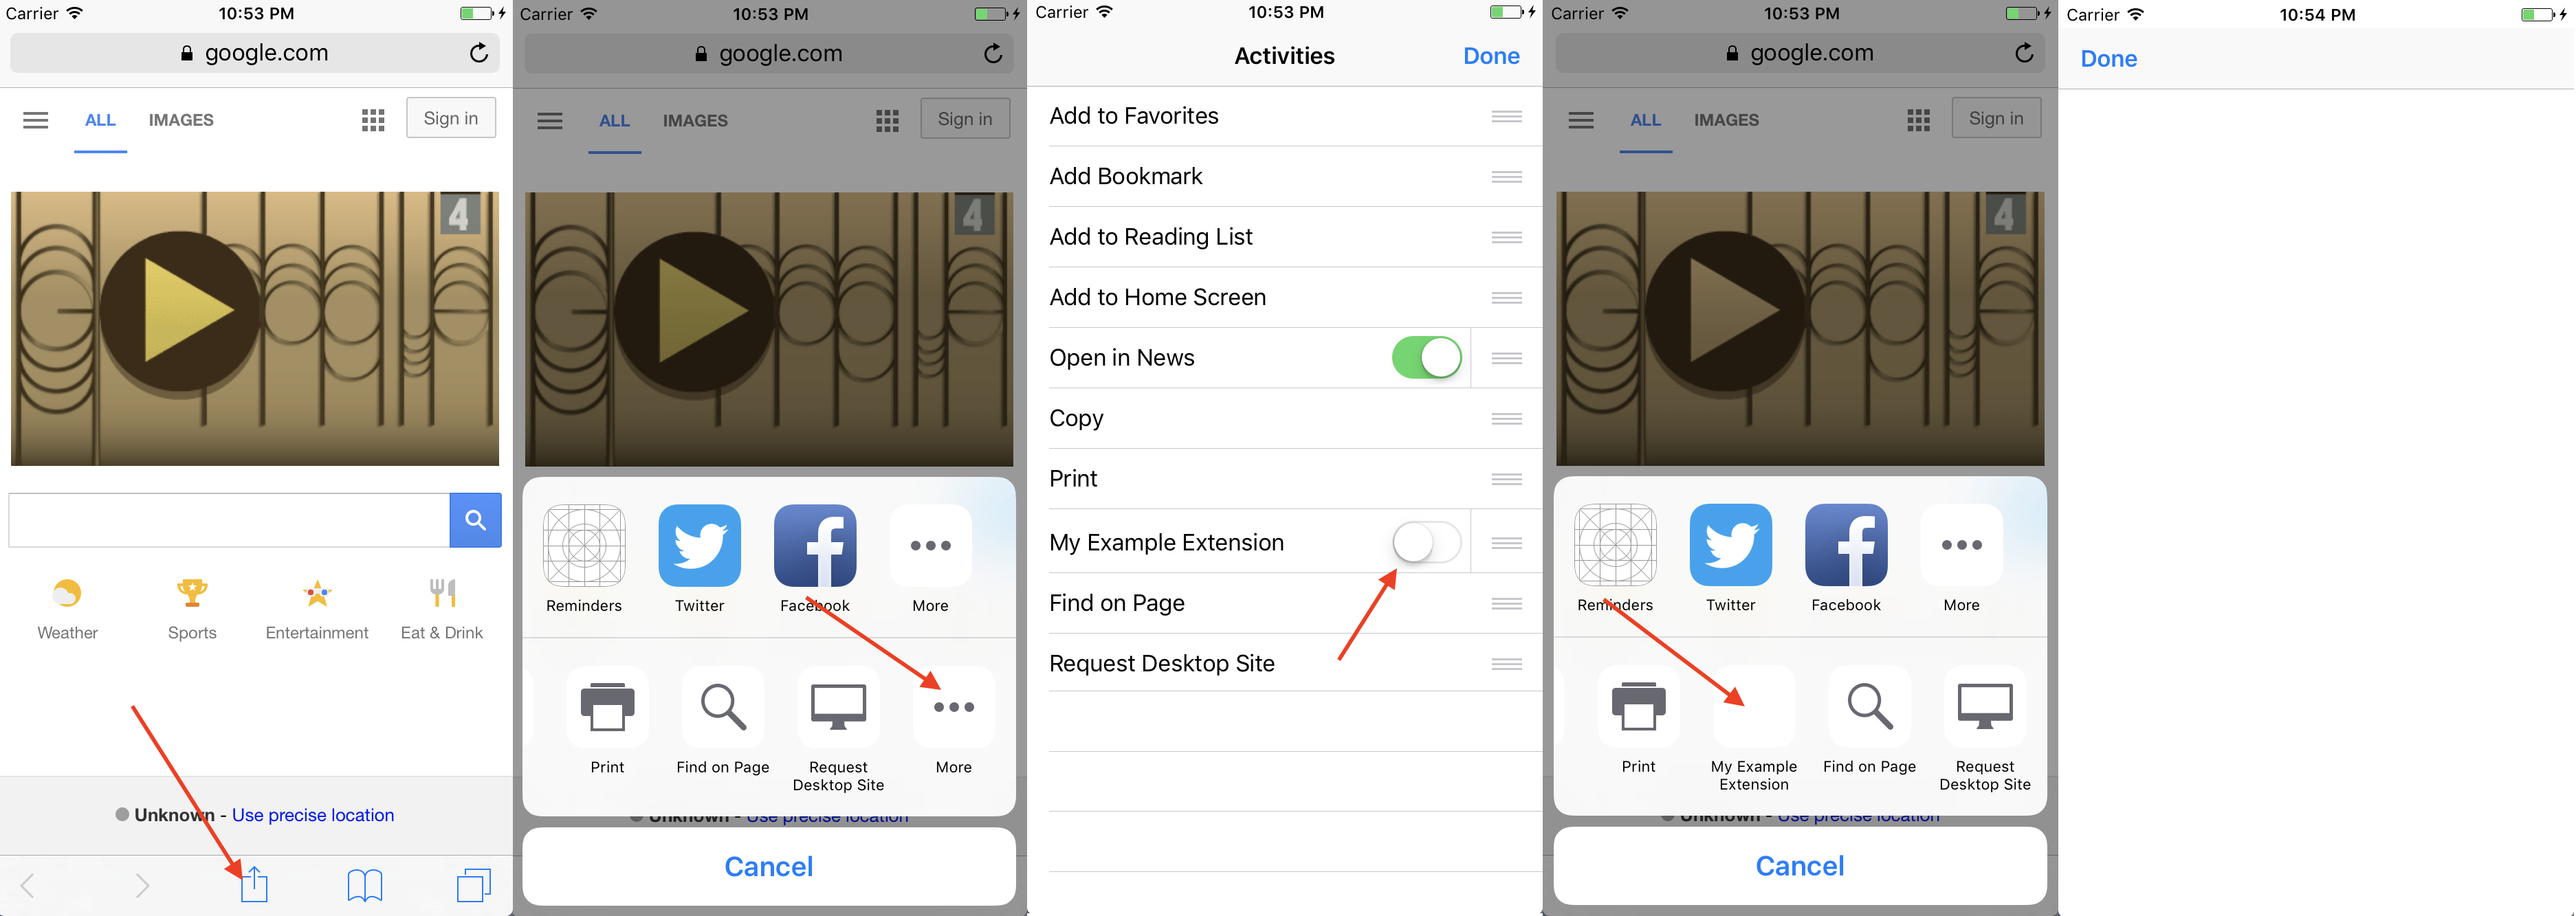 Carrier 10:53 PM
google.com
ALL IMAGES Sign in
4
Weather Sports Entertainment Eat & Drink
Unknown - Use precise location
Carrier 10:53 PM
google.com
ALL IMAGES Sign in
4
Reminders Twitter Facebook More
Print Find on Page Request More
Desktop Site
Unknown - Use precise location
Cancel
Carrier 10:53 PM
Activities Done
Add to Favorites
Add Bookmark
Add to Reading List
Add to Home Screen
Open in News
Copy
Print
My Example Extension
Find on Page
Request Desktop Site
Carrier 10:53 PM
google.com
ALL IMAGES Sign in
4
Reminders Twitter Facebook More
Print My Example Find on Page Request
Extension Desktop Site
Unknown - Use precise location
Cancel
Carrier 10:54 PM
Done